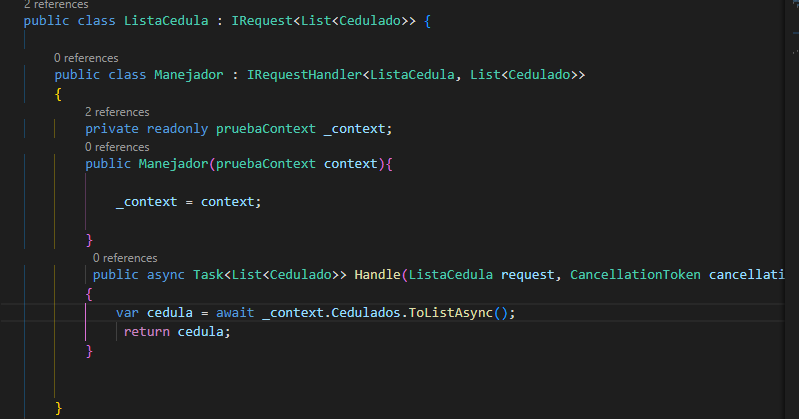 2 references
public class ListaCedula : IRequest<List<Cedulado>> {
0 references
public class Manejador : IRequestHandler<ListaCedula, List<Cedulado>>
{
2 references
private readonly pruebaContext _context;
0 references
public Manejador(pruebaContext context){
_context = context;
}
0 references
public async Task<List<Cedulado>> Handle(ListaCedula request, CancellationToken cancellati
{
var cedula = await _context.Cedulados.ToListAsync();
return cedula;
}
}